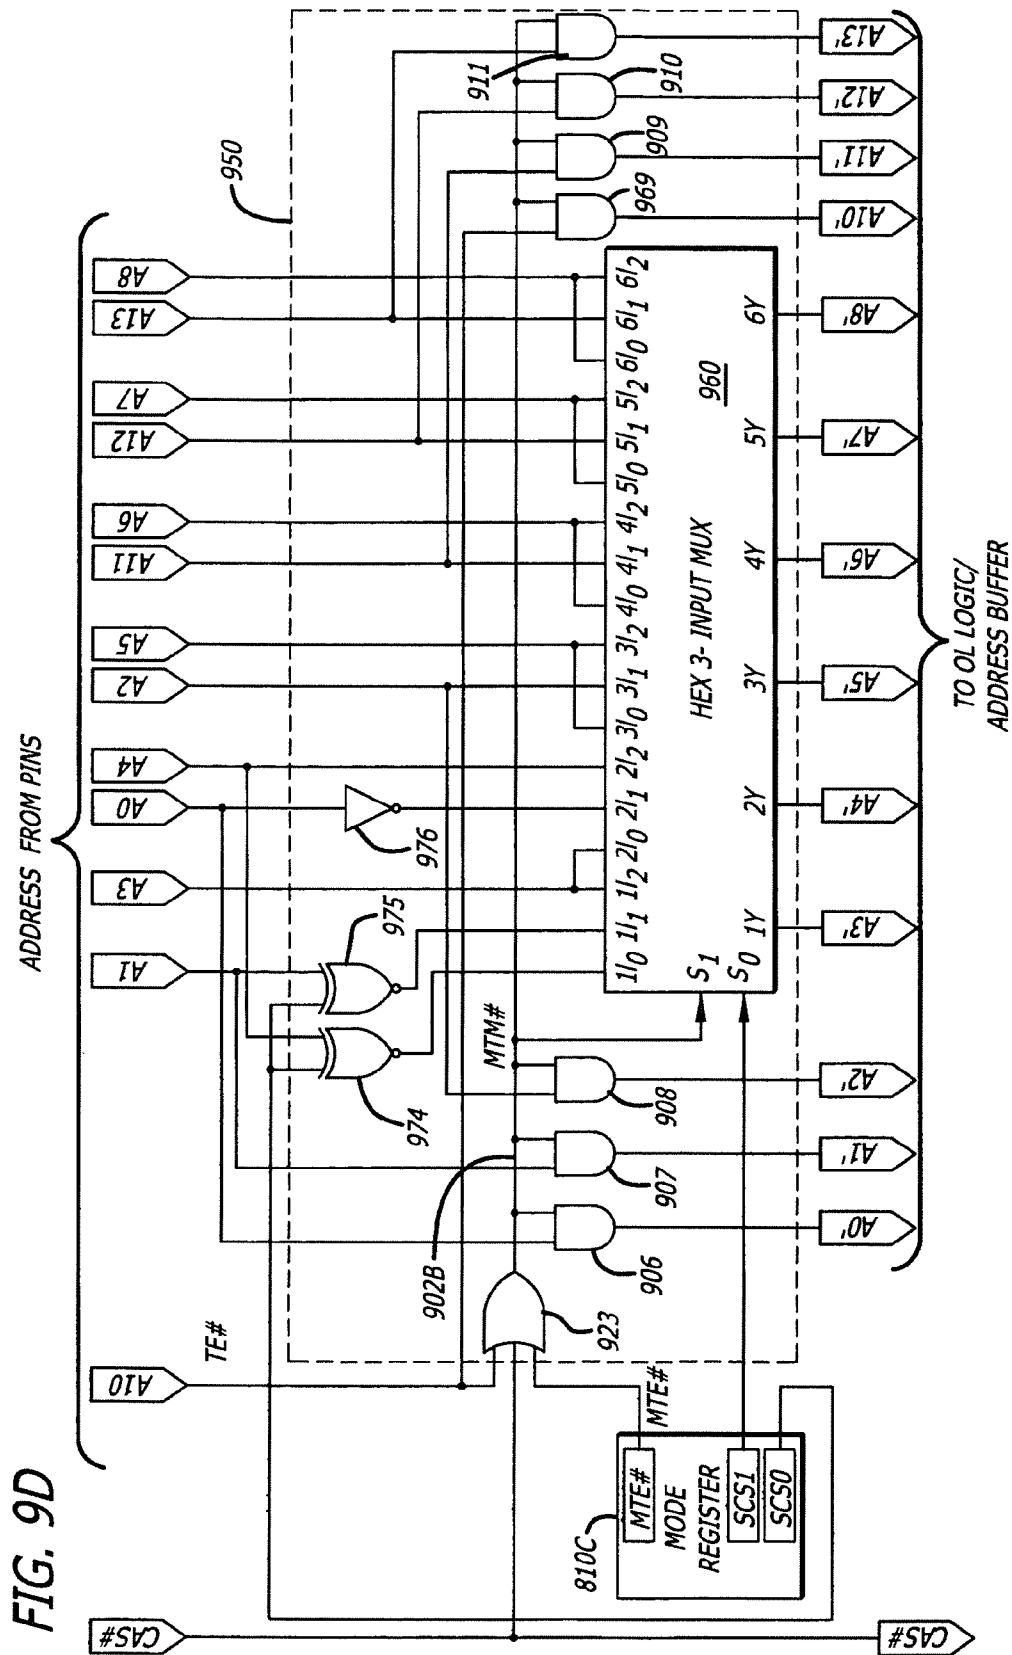 FIG. 9D
ADDRESS FROM PINS
CAS#
A10
TE#
A1
A3
A0
A4
A2
A5
A11
A6
A12
A7
A13
A8
950
974
975
976
902B
MTM#
923
906
907
908
911
910
909
969
810C
MTE#
MODE
REGISTER
SCS1
SCS0
MTE#
S1
S0
1I0 1I1 1I2 2I0 2I1 2I2 3I0 3I1 3I2 4I0 4I1 4I2 5I0 5I1 5I2 6I0 6I1 6I2
HEX 3- INPUT MUX
960
1Y 2Y 3Y 4Y 5Y 6Y
CAS#
A0'
A1'
A2'
A3'
A4'
A5'
A6'
A7'
A8'
A10'
A11'
A12'
A13'
TO OL LOGIC/
ADDRESS BUFFER